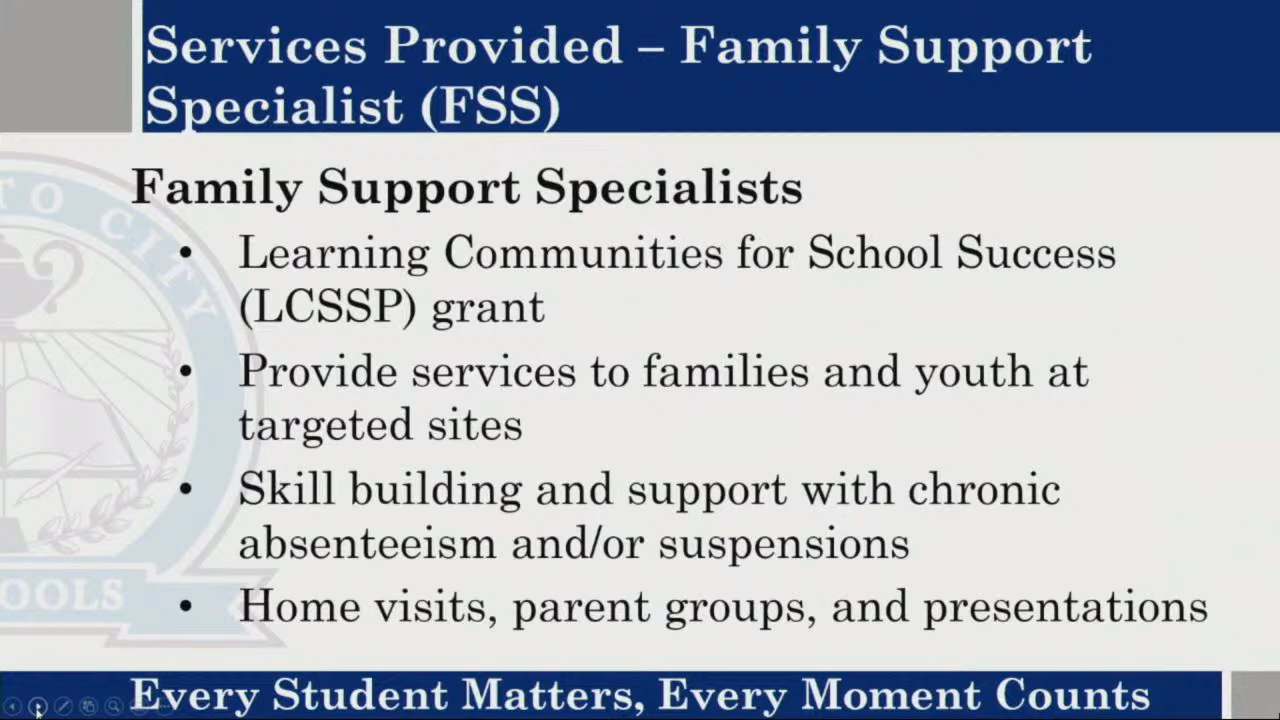 Services Provided – Family Support
Specialist (FSS)
Family Support Specialists
• Learning Communities for School Success
(LCSSP) grant
• Provide services to families and youth at
targeted sites
• Skill building and support with chronic
absenteeism and/or suspensions
• Home visits, parent groups, and presentations
Every Student Matters, Every Moment Counts
TO CITY